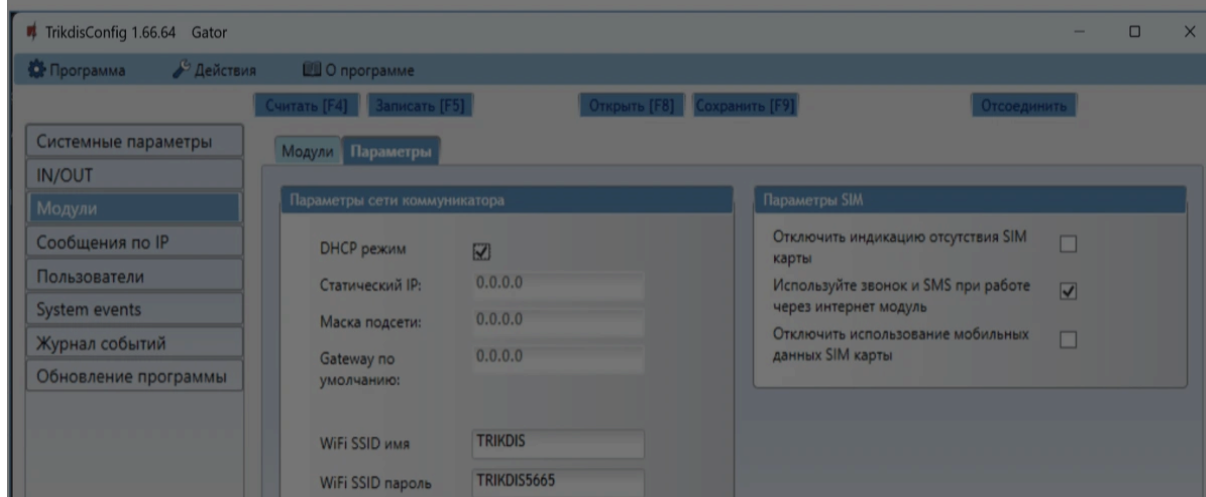 TrikdisConfig 1.66.64 Gator
Программа Действия О программе
Считать [F4] Записать [F5] Открыть [F8] Сохранить [F9] Отсоединить
Системные параметры
IN/OUT
Модули
Сообщения по IP
Пользователи
System events
Журнал событий
Обновление программы
Модули Параметры
Параметры сети коммуникатора
DHCP режим
Статический IP: 0.0.0.0
Маска подсети: 0.0.0.0
Gateway по
умолчанию:
0.0.0.0
WiFi SSID имя TRIKDIS
WiFi SSID пароль TRIKDIS5665
Параметры SIM
Отключить индикацию отсутствия SIM
карты
Используйте звонок и SMS при работе
через интернет модуль
Отключить использование мобильных
данных SIM карты